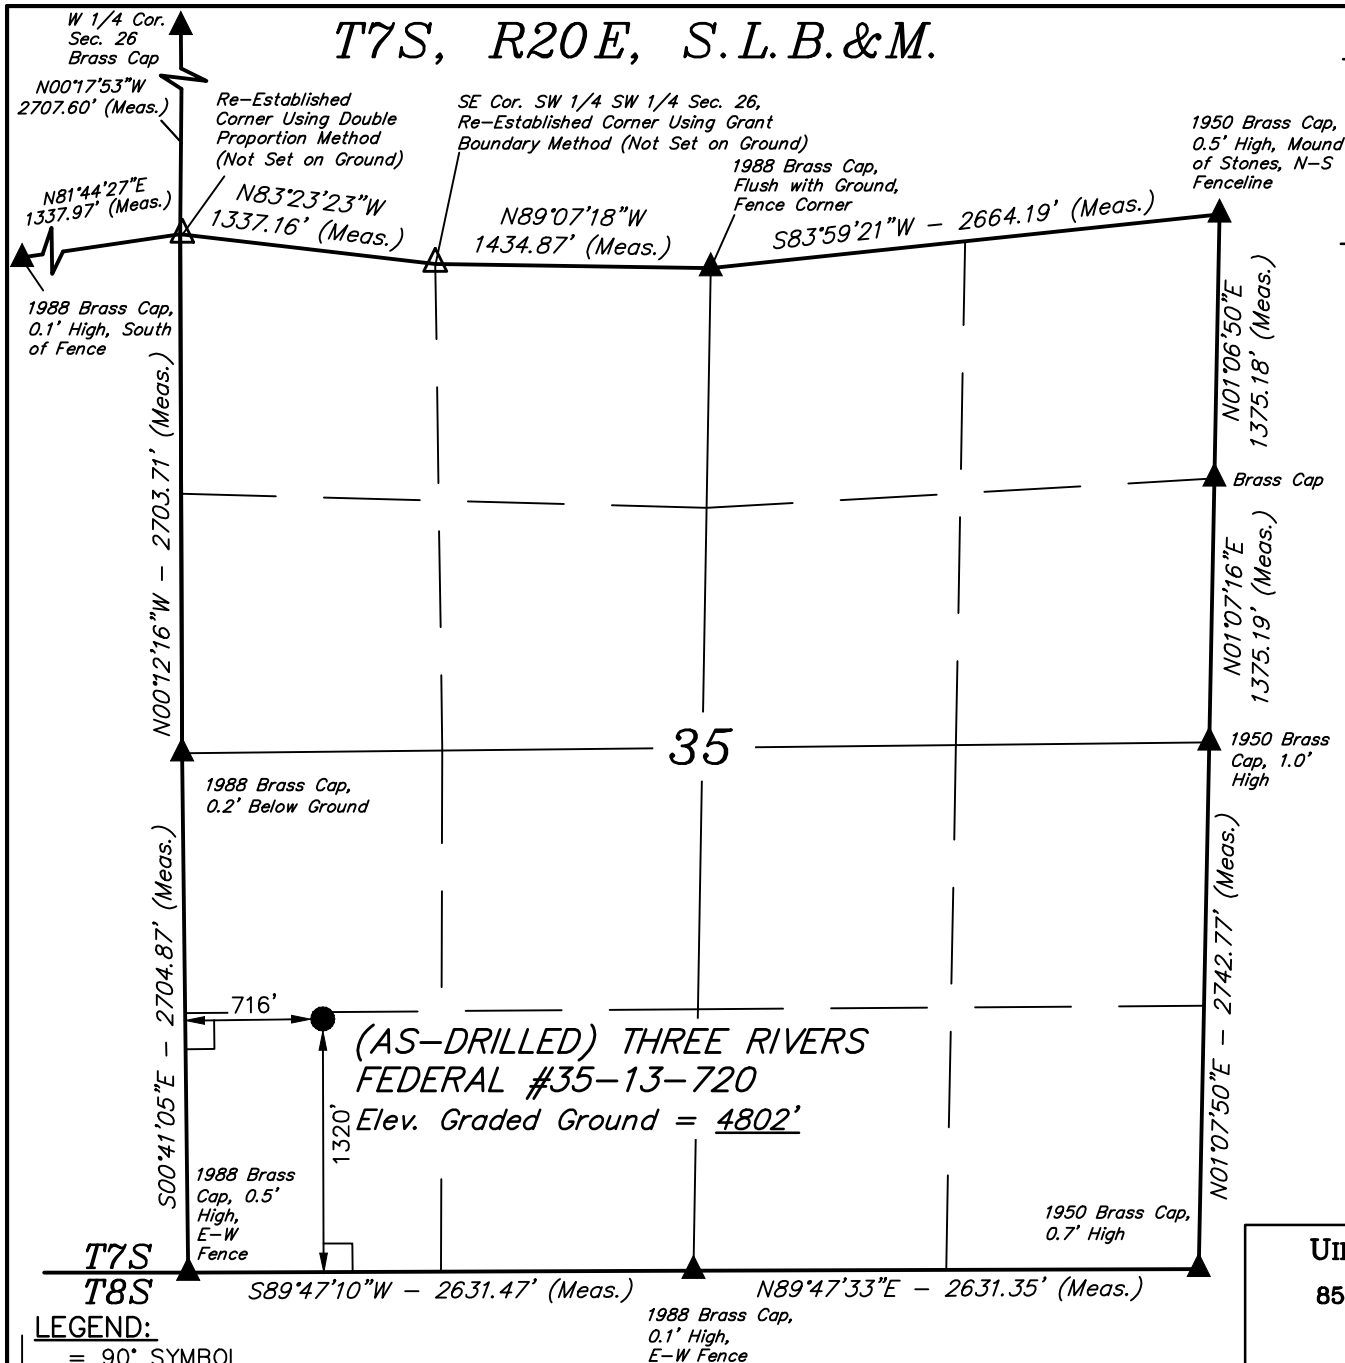 T7S, R20E, S.L.B.&M.
W 1/4 Cor.
Sec. 26
Brass Cap
N00°17'53"W
2707.60' (Meas.)
Re-Established
Corner Using Double
Proportion Method
(Not Set on Ground)
SE Cor. SW 1/4 SW 1/4 Sec. 26,
Re-Established Corner Using Grant
Boundary Method (Not Set on Ground)
1988 Brass Cap,
Flush with Ground,
Fence Corner
1950 Brass Cap,
0.5' High, Mound
of Stones, N-S
Fenceline
N81°44'27"E
1337.97' (Meas.)
N83°23'23"W
1337.16' (Meas.)
N89°07'18"W
1434.87' (Meas.)
S83°59'21"W - 2664.19' (Meas.)
1988 Brass Cap,
0.1' High, South
of Fence
N01°06'50"E
1375.18' (Meas.)
N00°12'16"W - 2703.71' (Meas.)
Brass Cap
N01°07'16"E
1375.19' (Meas.)
35
1950 Brass
Cap, 1.0'
High
1988 Brass Cap,
0.2' Below Ground
S00°41'05"E - 2704.87' (Meas.)
N01°07'50"E - 2742.77' (Meas.)
716'
(AS-DRILLED) THREE RIVERS
FEDERAL #35-13-720
Elev. Graded Ground = 4802'
1320'
1988 Brass
Cap, 0.5'
High,
E-W
Fence
1950 Brass Cap,
0.7' High
T7S
T8S
S89°47'10"W - 2631.47' (Meas.)
N89°47'33"E - 2631.35' (Meas.)
1988 Brass Cap,
0.1' High,
E-W Fence
LEGEND:
= 90° SYMBOL
85